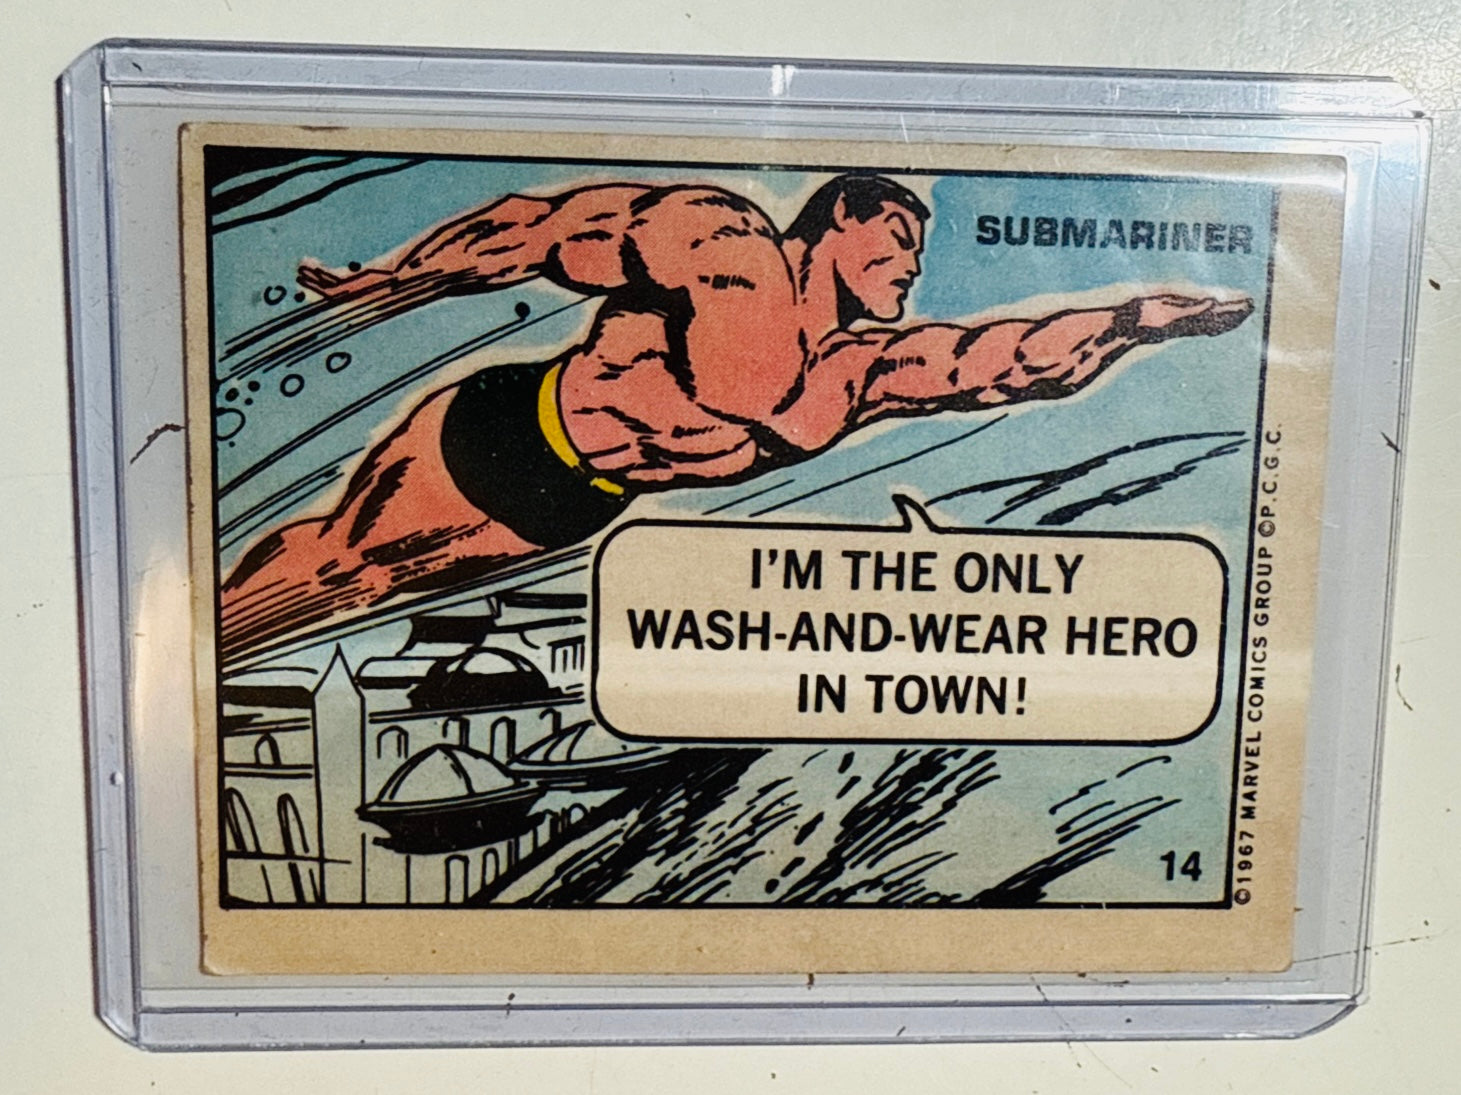 SUBMARINER
I'M THE ONLY
WASH-AND-WEAR HERO
IN TOWN!
14
©1967 MARVEL COMICS GROUP ©P.C.G.C.